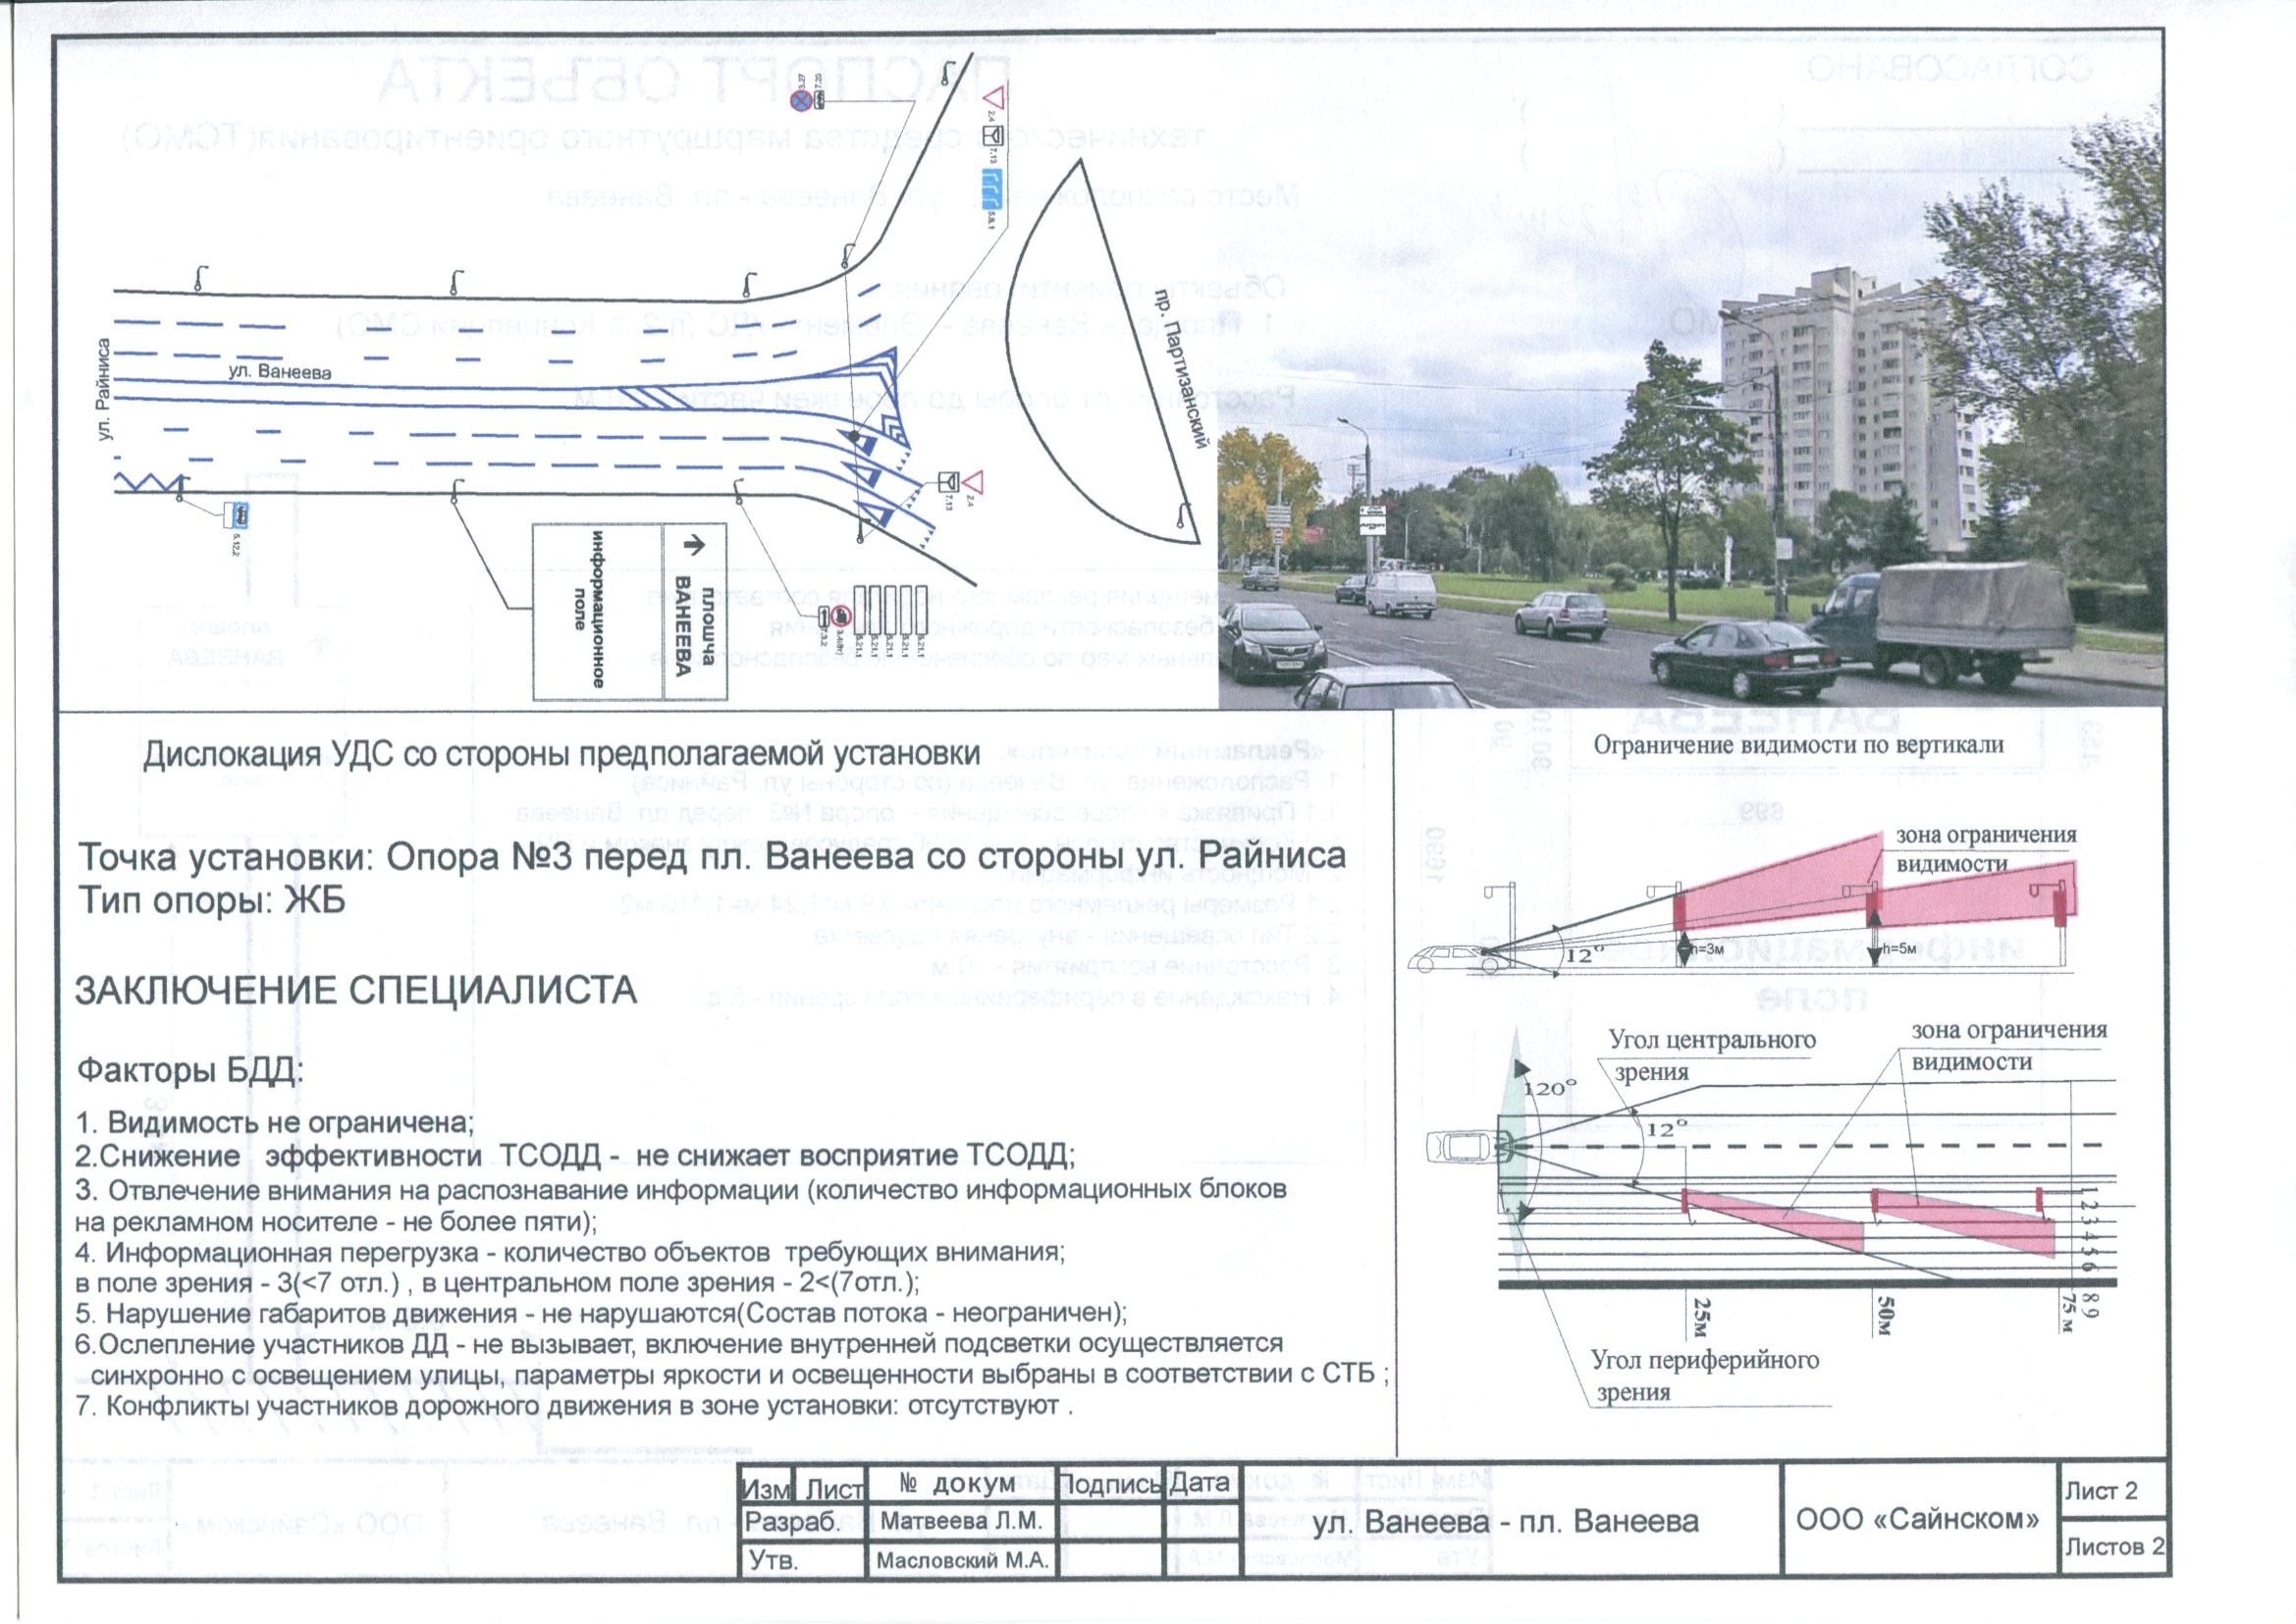 3.27
7.2.5
2.4
7.13
5.8.1
пр. Партизанский
ул. Райниса
ул. Ванеева
2.4
7.13
5.12.2
информационное
поле
площча
ВАНЕЕВА
7.3.2
5.21.1
5.21.1
5.21.1
5.21.1
5.21.1
Дислокация УДС со стороны предполагаемой установки
Точка установки: Опора №3 перед пл. Ванеева со стороны ул. Райниса
Тип опоры: ЖБ
ЗАКЛЮЧЕНИЕ СПЕЦИАЛИСТА
Факторы БДД:
1. Видимость не ограничена;
2.Снижение эффективности ТСОДД - не снижает восприятие ТСОДД;
3. Отвлечение внимания на распознавание информации (количество информационных блоков
на рекламном носителе - не более пяти);
4. Информационная перегрузка - количество объектов требующих внимания;
в поле зрения - 3(<7 отл.) , в центральном поле зрения - 2<(7отл.);
5. Нарушение габаритов движения - не нарушаются(Состав потока - неограничен);
6.Ослепление участников ДД - не вызывает, включение внутренней подсветки осуществляется
синхронно с освещением улицы, параметры яркости и освещенности выбраны в соответствии с СТБ ;
7. Конфликты участников дорожного движения в зоне установки: отсутствуют .
Ограничение видимости по вертикали
зона ограничения
видимости
12°
h=3м
h=5м
Угол центрального
зрения
зона ограничения
видимости
120°
12°
1
2
3
4
5
6
8 9
25м
50м
75 м
Угол периферийного
зрения
Изм Лист № докум Подпись Дата
Разраб. Матвеева Л.М.
Утв. Масловский М.А.
ул. Ванеева - пл. Ванеева
ООО «Сайнском»
Лист 2
Листов 2